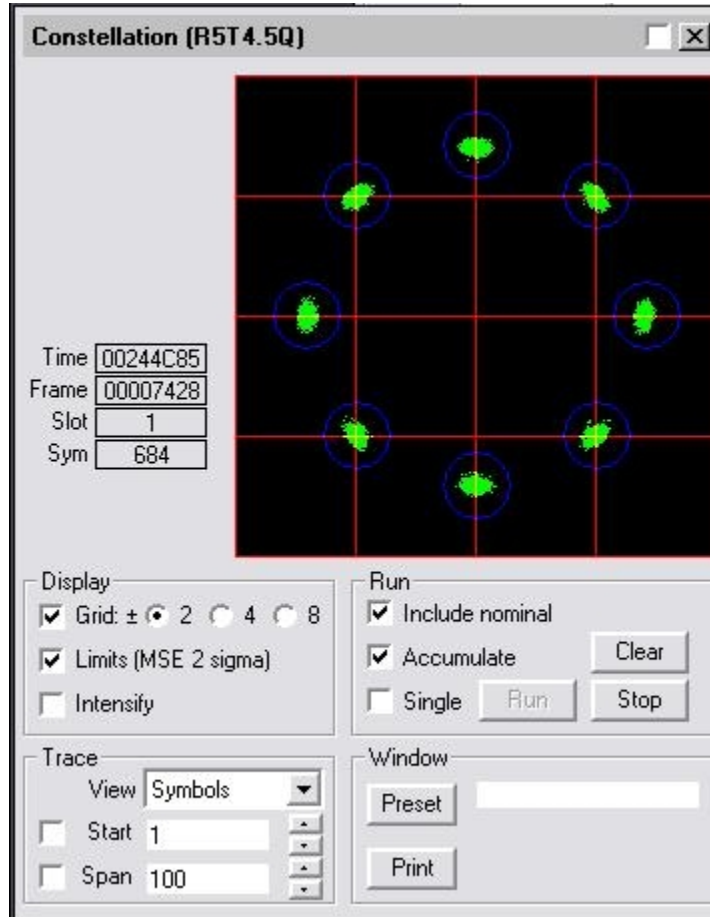 Constellation (R5T4.5Q)
Time 00244C85
Frame 00007428
Slot 1
Sym 684
Display
Grid: ± 2 4 8
Limits (MSE 2 sigma)
Intensify
Run
Include nominal
Accumulate Clear
Single Run Stop
Trace
View Symbols
Start 1
Span 100
Window
Preset
Print